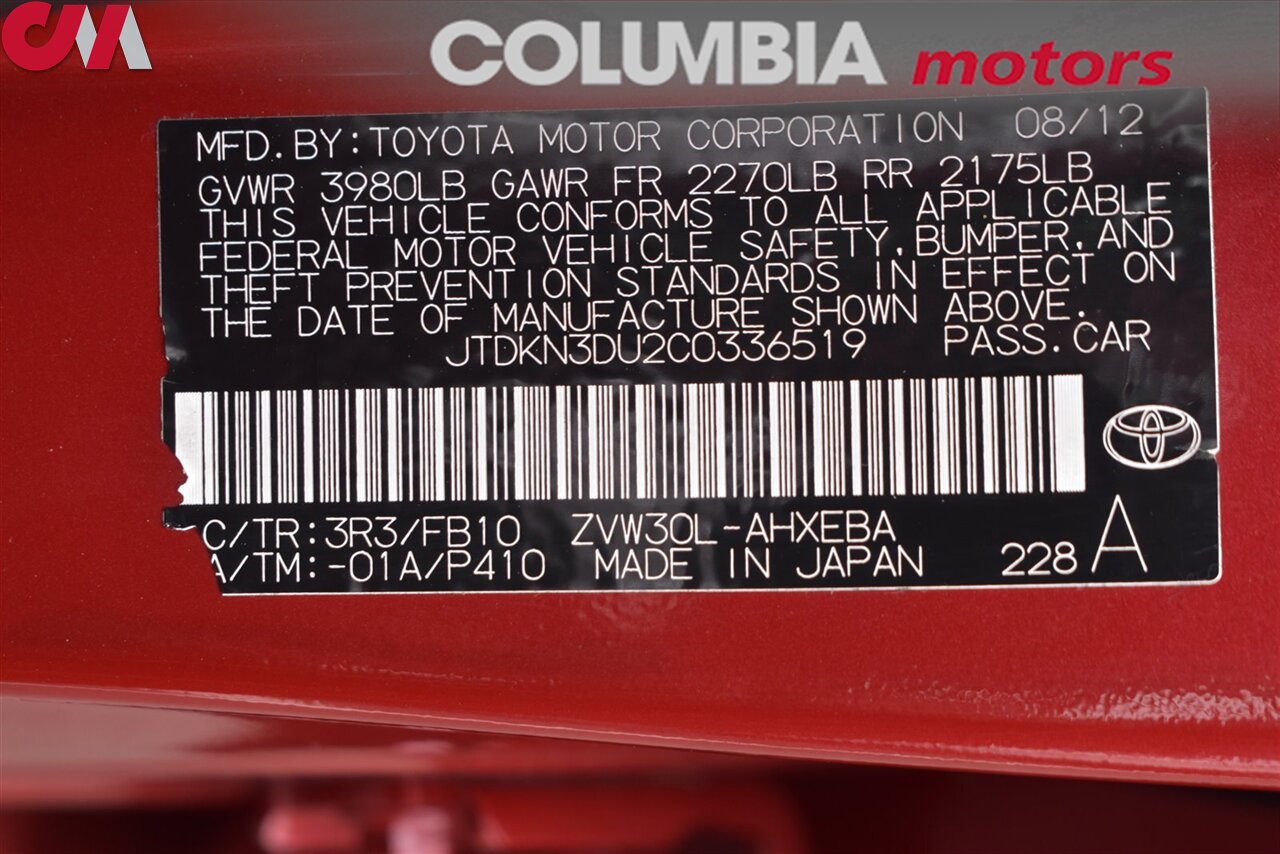 CM
COLUMBIA motors
MFD. BY: TOYOTA MOTOR CORPORATION 08/12
GVWR 3980LB GAWR FR 2270LB RR 2175LB
THIS VEHICLE CONFORMS TO ALL APPLICABLE
FEDERAL MOTOR VEHICLE SAFETY, BUMPER, AND
THEFT PREVENTION STANDARDS IN EFFECT ON
THE DATE OF MANUFACTURE SHOWN ABOVE.
JTDKN3DU2C0336519 PASS. CAR
C/TR: 3R3/FB10 ZVW30L-AHXEBA
A/TM: -01A/P410 MADE IN JAPAN 228 A